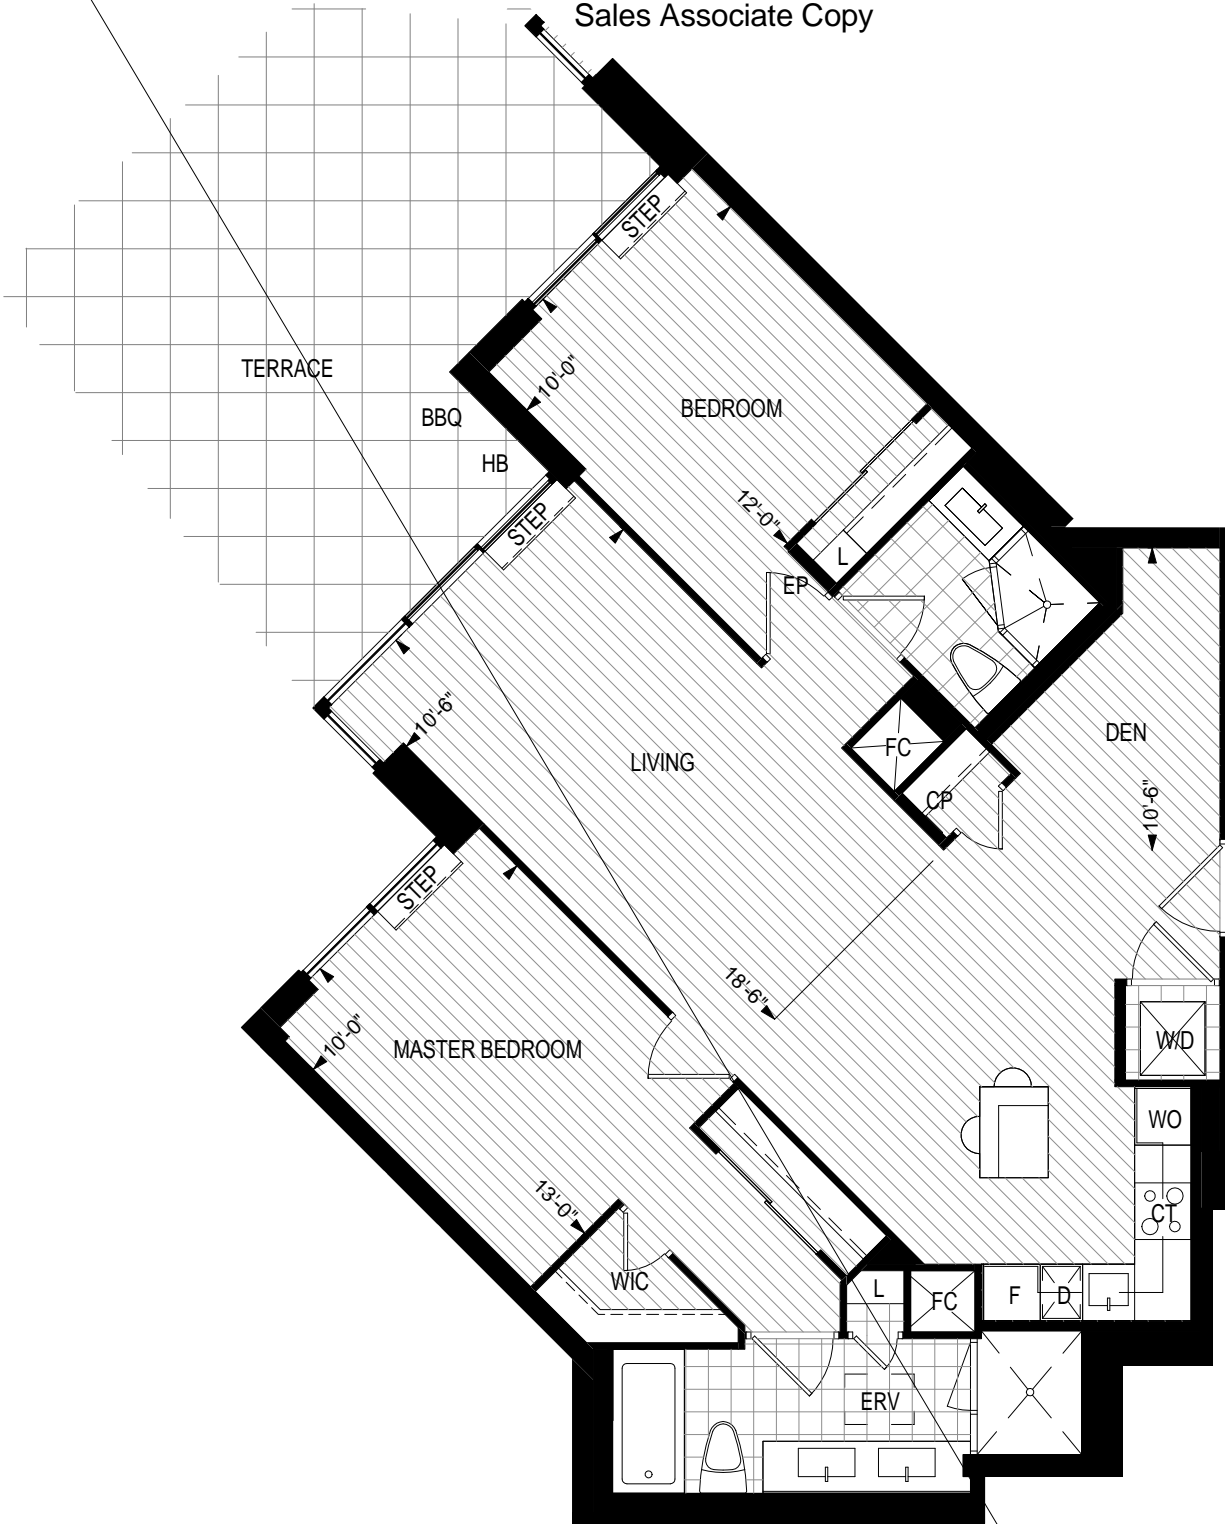 Sales Associate Copy
STEP
TERRACE
10'-0"
BEDROOM
BBQ
HB
STEP
12'-0"
L
EP
10'-6"
LIVING
FC
DEN
CP
10'-6"
STEP
18'-6"
10'-0"
MASTER BEDROOM
WD
WO
13'-0"
CT
WIC
L
FC
F
D
ERV